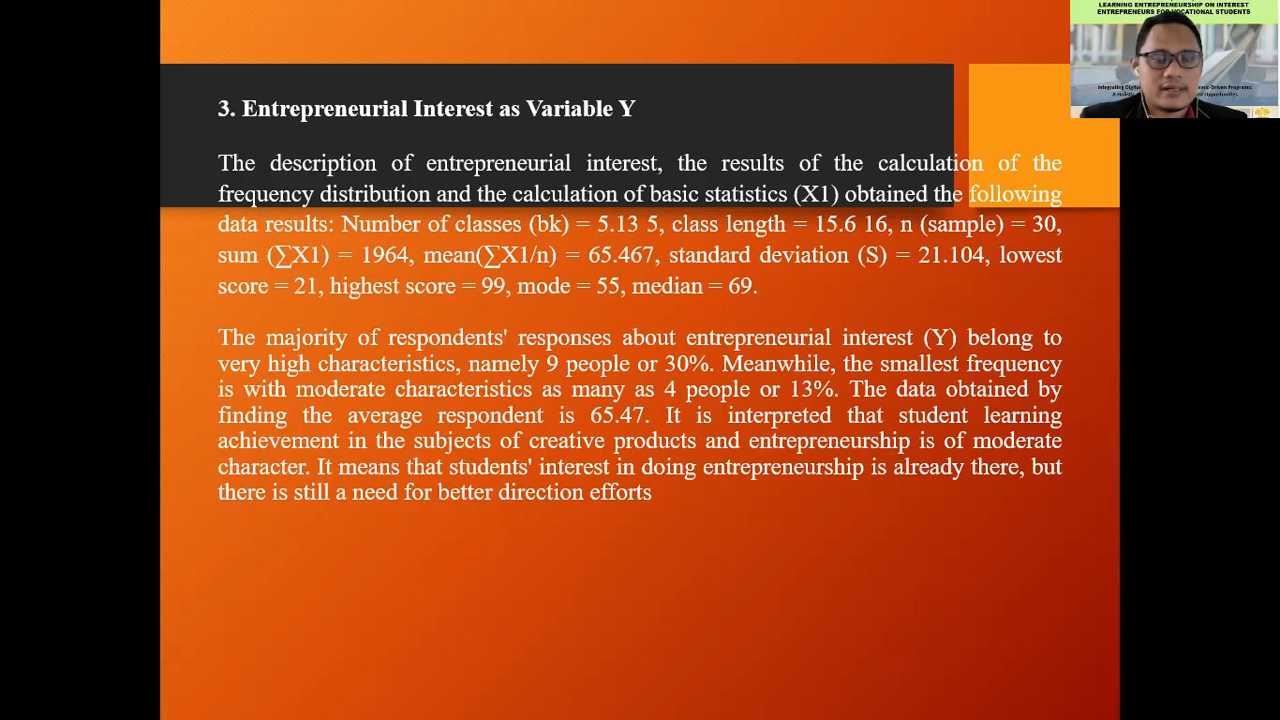 LEARNING ENTREPRENEURSHIP ON INTEREST
ENTREPRENEURS FOR VOCATIONAL STUDENTS
3. Entrepreneurial Interest as Variable Y
The description of entrepreneurial interest, the results of the calculation of the
frequency distribution and the calculation of basic statistics (X1) obtained the following
data results: Number of classes (bk) = 5.13 5, class length = 15.6 16, n (sample) = 30,
sum (∑X1) = 1964, mean(∑X1/n) = 65.467, standard deviation (S) = 21.104, lowest
score = 21, highest score = 99, mode = 55, median = 69.
The majority of respondents' responses about entrepreneurial interest (Y) belong to
very high characteristics, namely 9 people or 30%. Meanwhile, the smallest frequency
is with moderate characteristics as many as 4 people or 13%. The data obtained by
finding the average respondent is 65.47. It is interpreted that student learning
achievement in the subjects of creative products and entrepreneurship is of moderate
character. It means that students' interest in doing entrepreneurship is already there, but
there is still a need for better direction efforts